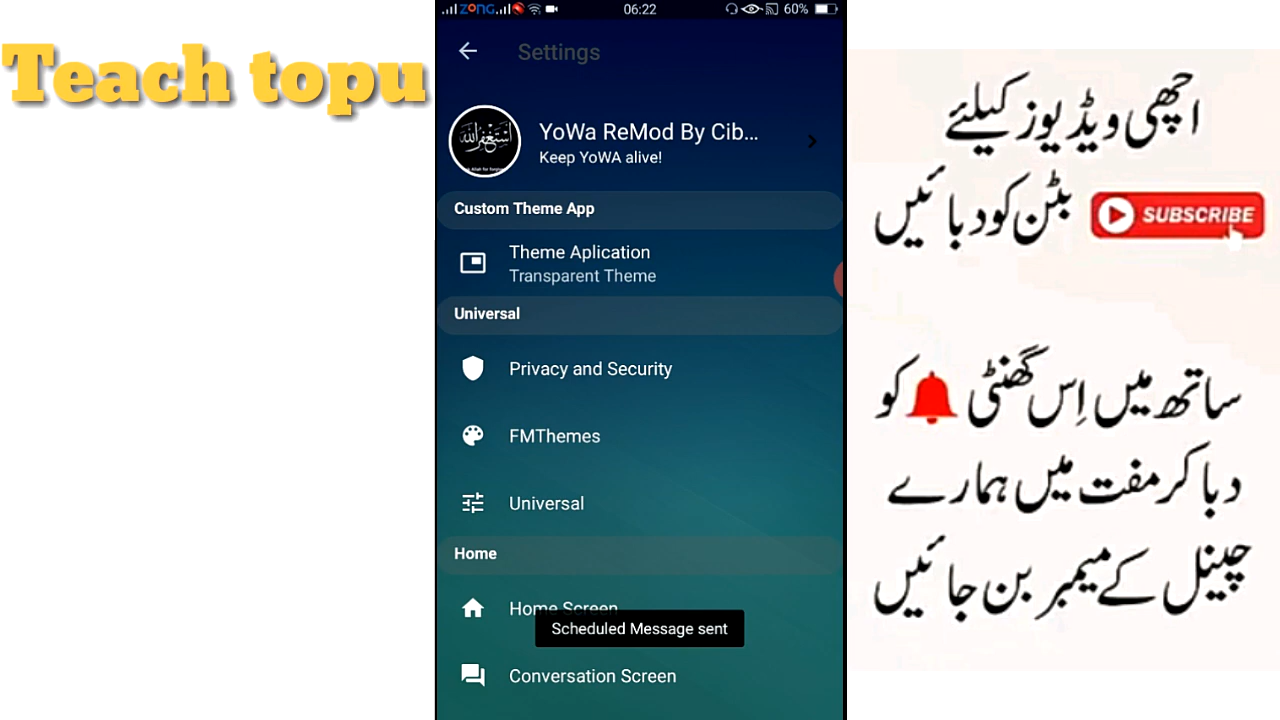 Teach topu
ZONG
06:22
60%
Settings
YoWa ReMod By Cib...
Keep YoWA alive!
Custom Theme App
Theme Aplication
Transparent Theme
Universal
Privacy and Security
FMThemes
Universal
Home
Home Screen
Scheduled Message sent
Conversation Screen
اچھی ویڈیوز کیلئے
بٹن کو دبائیں
SUBSCRIBE
ساتھ میں اِس گھنٹی کو
دبا کر مفت میں ہمارے
چینل کے میمبر بن جائیں